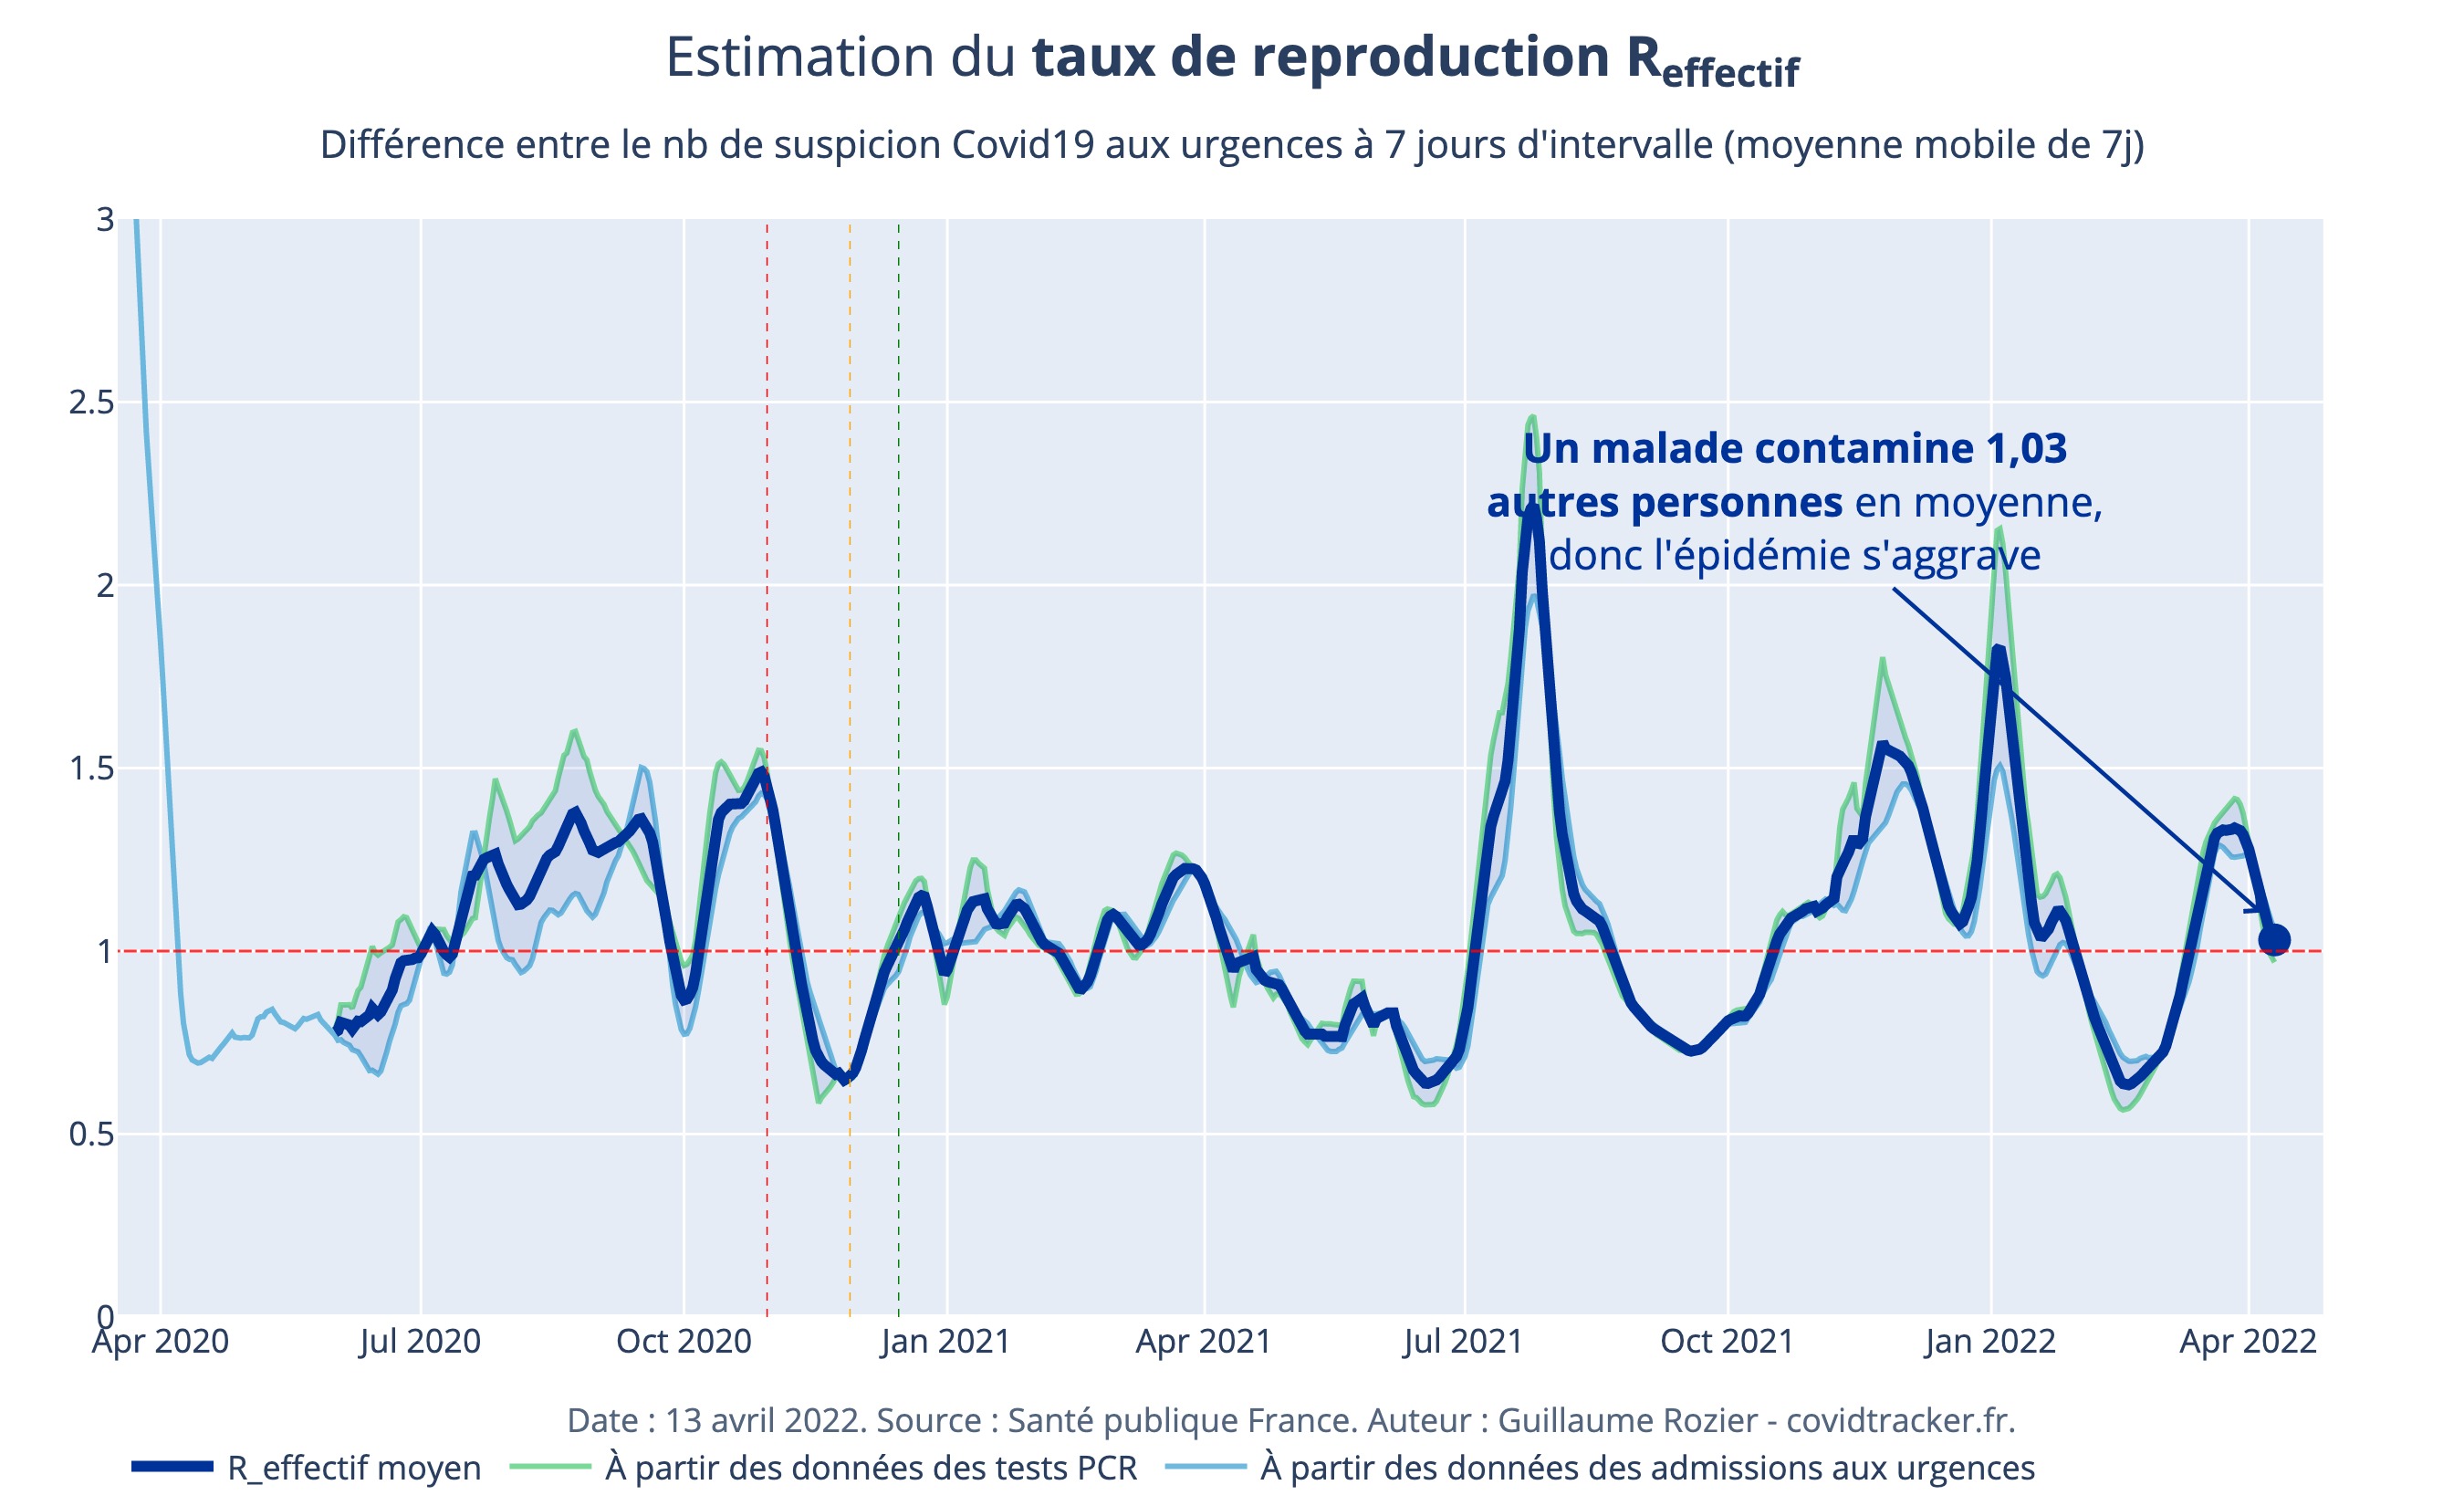 Estimation du taux de reproduction Reffectif
Différence entre le nb de suspicion Covid19 aux urgences à 7 jours d'intervalle (moyenne mobile de 7j)
3
2.5
2
1.5
1
0.5
0
Un malade contamine 1,03
autres personnes en moyenne,
donc l'épidémie s'aggrave
Apr 2020 Jul 2020 Oct 2020 Jan 2021 Apr 2021 Jul 2021 Oct 2021 Jan 2022 Apr 2022
Date : 13 avril 2022. Source : Santé publique France. Auteur : Guillaume Rozier - covidtracker.fr.
R_effectif moyen À partir des données des tests PCR À partir des données des admissions aux urgences